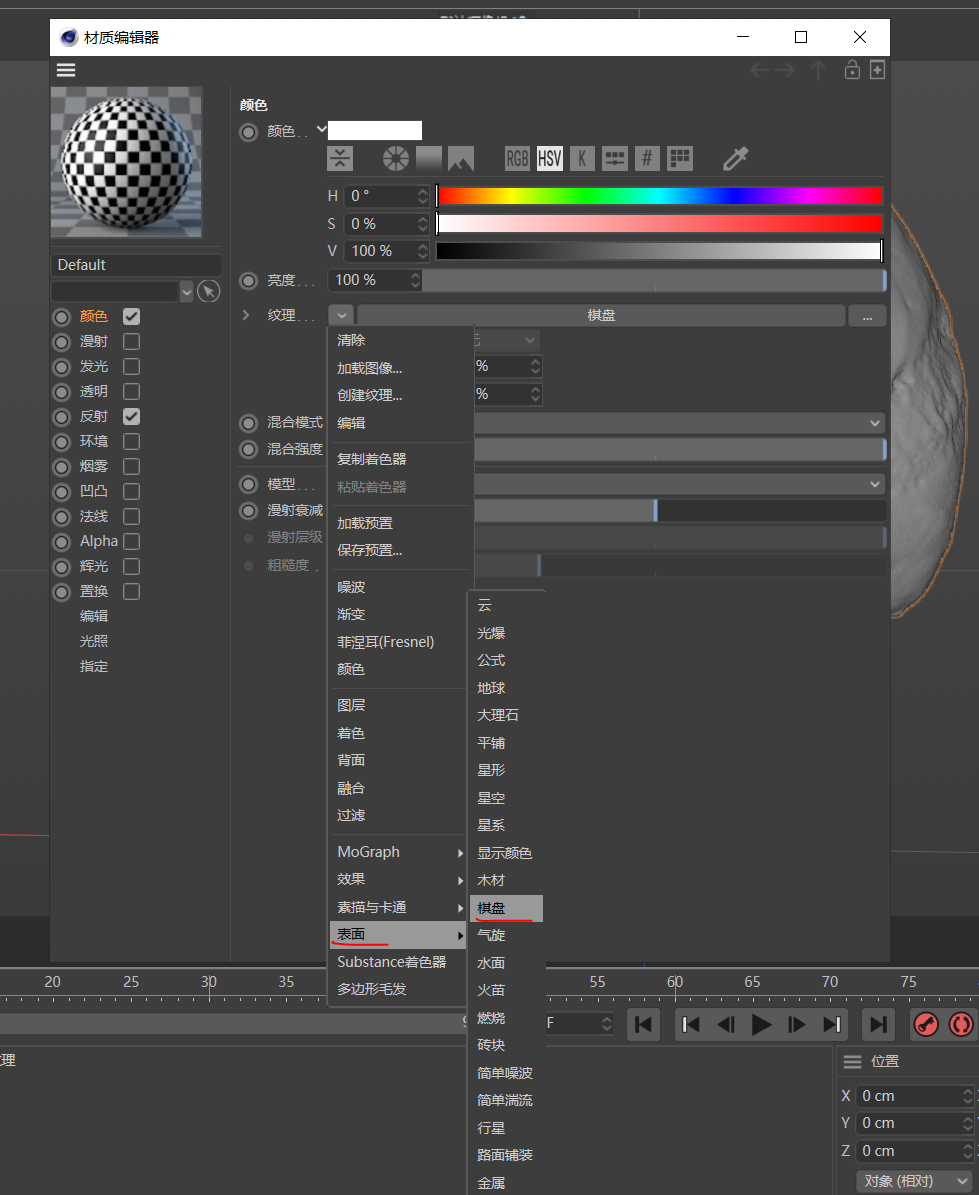 材质编辑器
颜色
颜色 . .
RGB HSV K #
H 0 °
S 0 %
V 100 %
Default
亮度 . . . 100 %
纹理 . . . 棋盘 ...
颜色
漫射
发光
透明
反射
环境
烟雾
凹凸
法线
Alpha
辉光
置换
编辑
光照
指定
%
%
混合模式
混合强度
模型 . . .
漫射衰减
漫射层级
粗糙度 .
清除
加载图像...
创建纹理...
编辑
复制着色器
粘贴着色器
加载预置
保存预置...
噪波
渐变
菲涅耳(Fresnel)
颜色
图层
着色
背面
融合
过滤
MoGraph
效果
素描与卡通
表面
Substance着色器
多边形毛发
云
光爆
公式
地球
大理石
平铺
星形
星空
星系
显示颜色
木材
棋盘
气旋
水面
火苗
燃烧
砖块
简单噪波
简单湍流
行星
路面铺装
金属
20 25 30 35 55 60 65 70 75
F
理
位置
X 0 cm
Y 0 cm
Z 0 cm
对象 (相对)